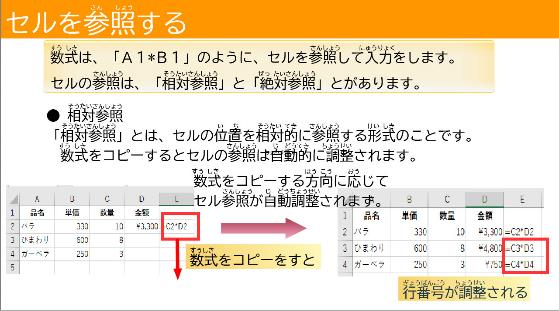 セルを参照する
数式は、「A1*B1」のように、セルを参照して入力をします。
セルの参照は、「相対参照」と「絶対参照」とがあります。
● 相対参照
「相対参照」とは、セルの位置を相対的に参照する形式のことです。
数式をコピーするとセルの参照は自動的に調整されます。
数式をコピーする方向に応じて
セル参照が自動調整されます。
A B C D E
1 品名 単価 数量 金額
2 バラ 330 10 ¥3,300 =C2*D2
3 ひまわり 600 8
4 ガーベラ 250 3
5
数式をコピーをすと
A B C D E
1 品名 単価 数量 金額
2 バラ 330 10 ¥3,300 =C2*D2
3 ひまわり 600 8 ¥4,800 =C3*D3
4 ガーベラ 250 3 ¥750 =C4*D4
行番号が調整される